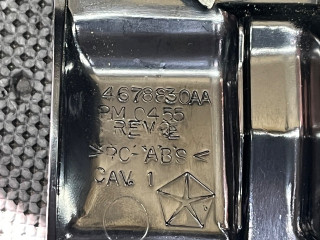 4678830AA
PM 0455
REV E
>PC-ABS<
CAV. 1